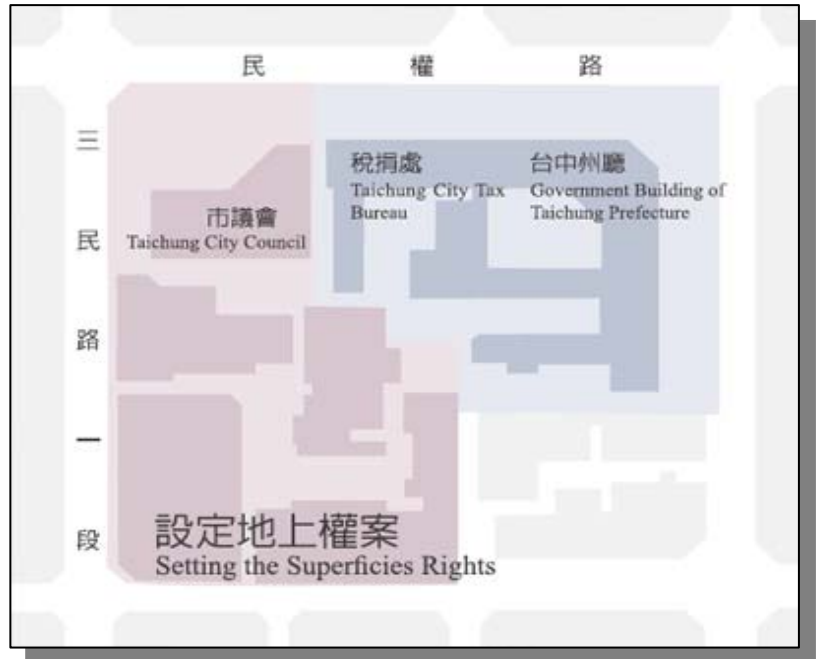 民權路
三民路一段
稅捐處
Taichung City Tax
Bureau
台中州廳
Government Building of
Taichung Prefecture
市議會
Taichung City Council
設定地上權案
Setting the Superficies Rights